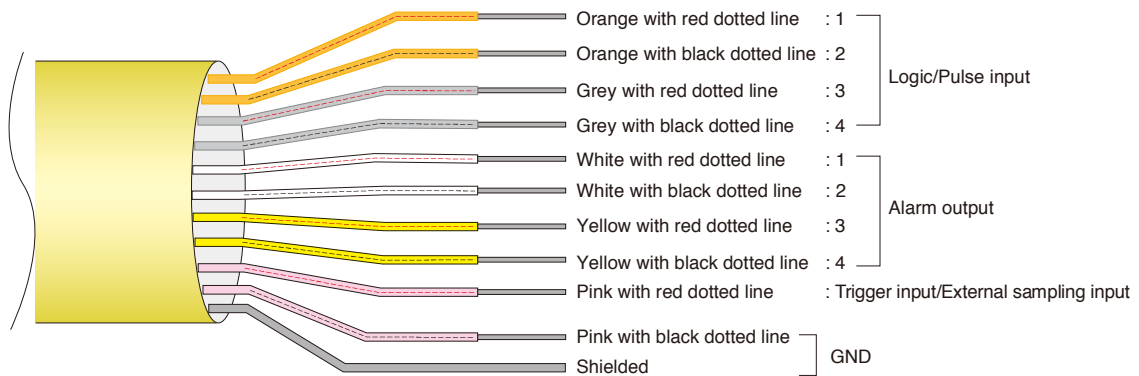 Orange with red dotted line : 1
Orange with black dotted line : 2
Logic/Pulse input
Grey with red dotted line : 3
Grey with black dotted line : 4
White with red dotted line : 1
White with black dotted line : 2
Alarm output
Yellow with red dotted line : 3
Yellow with black dotted line : 4
Pink with red dotted line : Trigger input/External sampling input
Pink with black dotted line
GND
Shielded